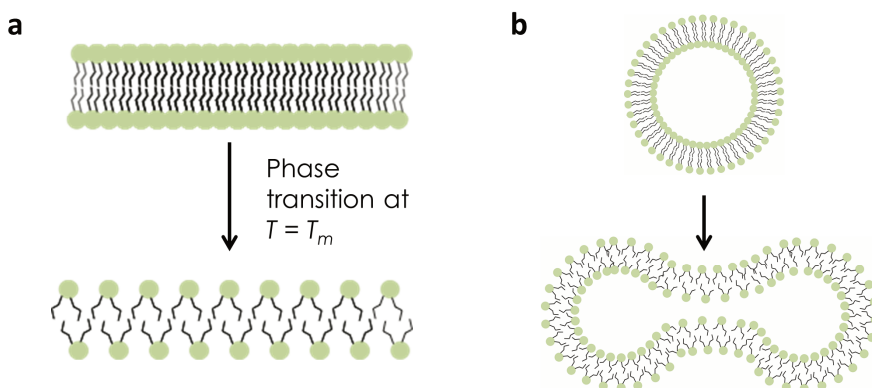 a
b
Phase
transition at
T = Tm